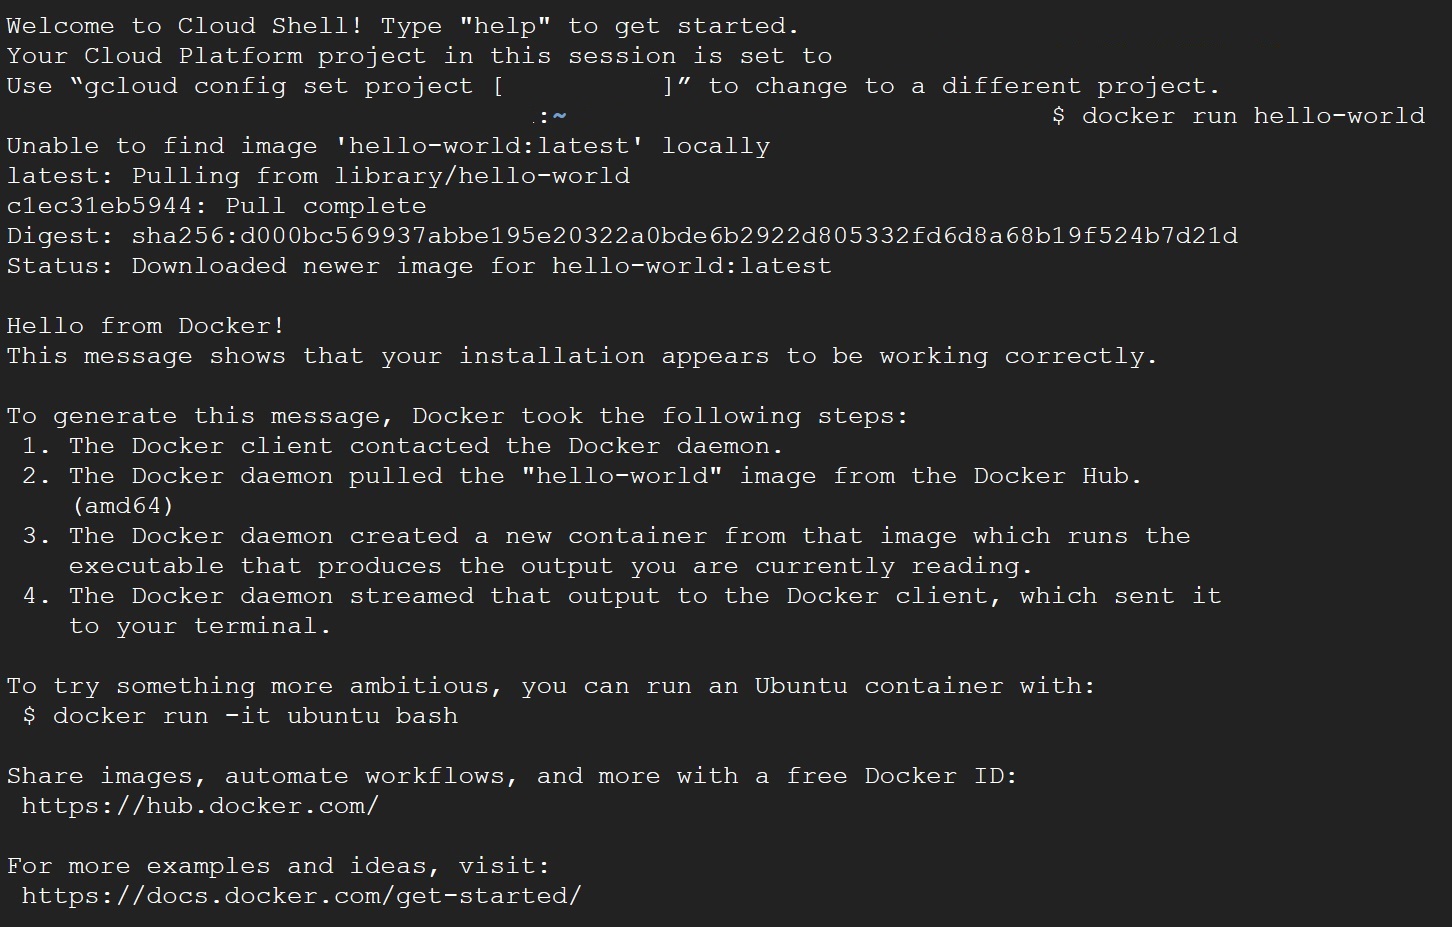 Welcome to Cloud Shell! Type "help" to get started.
Your Cloud Platform project in this session is set to
Use “gcloud config set project [ ]” to change to a different project.
:~ $ docker run hello-world
Unable to find image 'hello-world:latest' locally
latest: Pulling from library/hello-world
c1ec31eb5944: Pull complete
Digest: sha256:d000bc569937abbe195e20322a0bde6b2922d805332fd6d8a68b19f524b7d21d
Status: Downloaded newer image for hello-world:latest

Hello from Docker!
This message shows that your installation appears to be working correctly.

To generate this message, Docker took the following steps:
 1. The Docker client contacted the Docker daemon.
 2. The Docker daemon pulled the "hello-world" image from the Docker Hub.
    (amd64)
 3. The Docker daemon created a new container from that image which runs the
    executable that produces the output you are currently reading.
 4. The Docker daemon streamed that output to the Docker client, which sent it
    to your terminal.

To try something more ambitious, you can run an Ubuntu container with:
 $ docker run -it ubuntu bash

Share images, automate workflows, and more with a free Docker ID:
 https://hub.docker.com/

For more examples and ideas, visit:
 https://docs.docker.com/get-started/